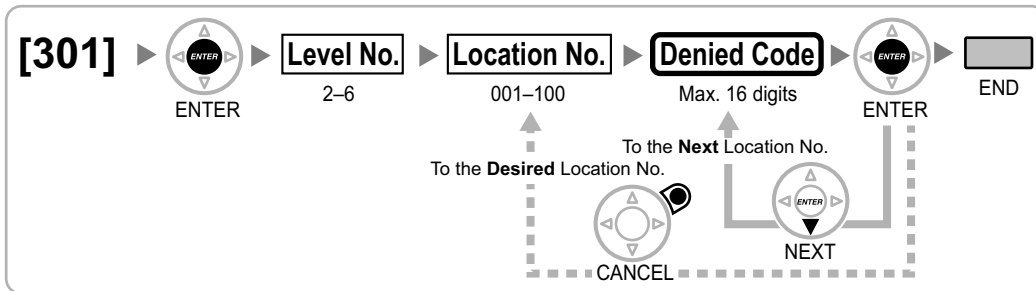 [301] ENTER Level No. Location No. Denied Code ENTER
ENTER 2–6 001–100 Max. 16 digits ENTER END
To the Next Location No.
To the Desired Location No.
ENTER
NEXT
CANCEL